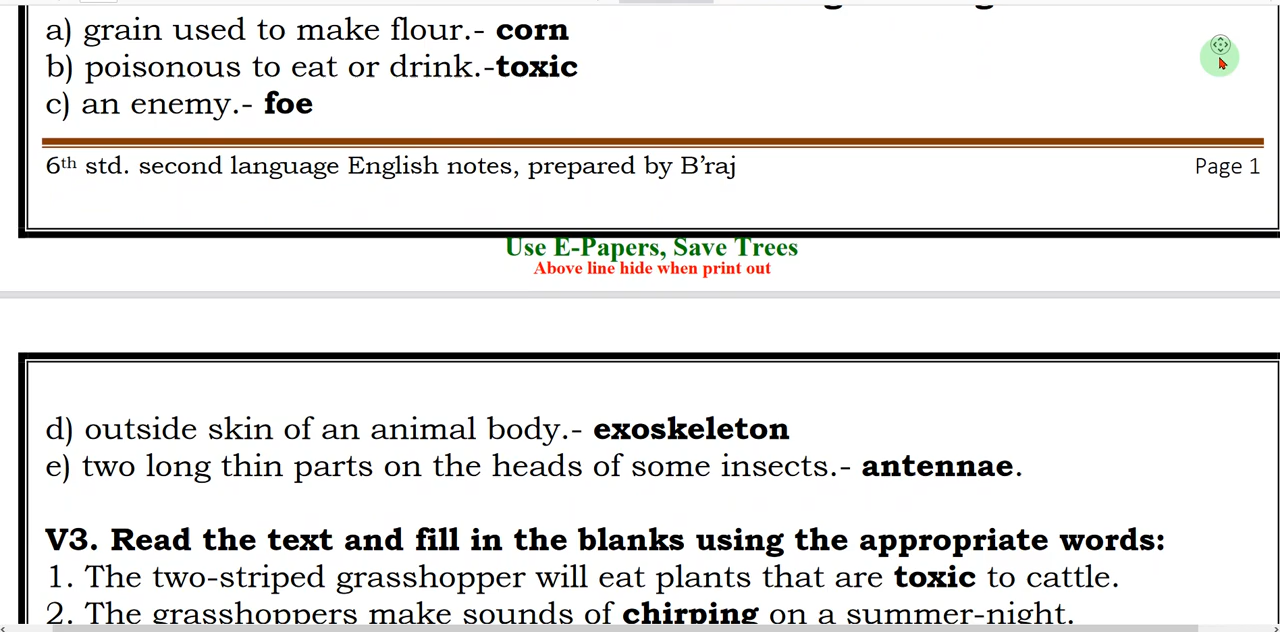 a) grain used to make flour.- corn
b) poisonous to eat or drink.-toxic
c) an enemy.- foe
6th std. second language English notes, prepared by B’raj Page 1
Use E-Papers, Save Trees
Above line hide when print out
d) outside skin of an animal body.- exoskeleton
e) two long thin parts on the heads of some insects.- antennae.
V3. Read the text and fill in the blanks using the appropriate words:
1. The two-striped grasshopper will eat plants that are toxic to cattle.
2. The grasshoppers make sounds of chirping on a summer-night.